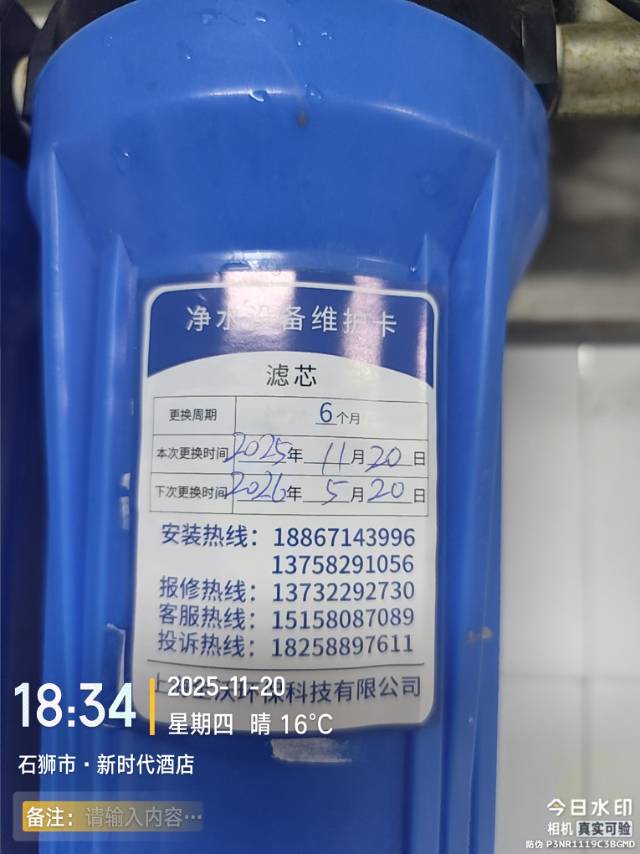 净水设备维护卡
滤芯
更换周期 6个月
本次更换时间 2025年 11月20日
下次更换时间 2026年 5月20日
安装热线：18867143996
13758291056
报修热线：13732292730
客服热线：15158087089
投诉热线：18258897611
上 沃环保科技有限公司
18:34
2025-11-20
星期四 晴 16℃
石狮市·新时代酒店
备注：请输入内容…
今日水印
相机 真实可验
防伪 P3NR1119C3BGMD